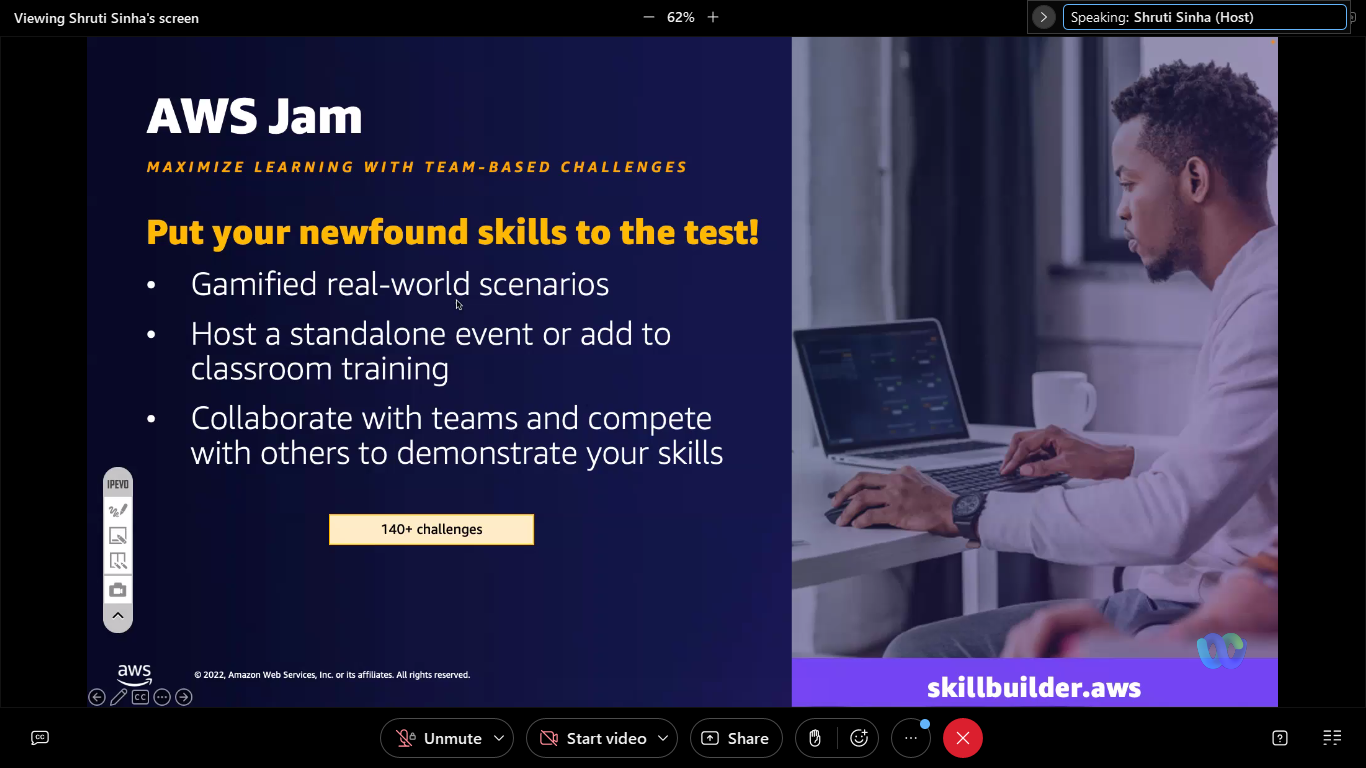 Viewing Shruti Sinha's screen
62%
Speaking: Shruti Sinha (Host)
AWS Jam
MAXIMIZE LEARNING WITH TEAM-BASED CHALLENGES
Put your newfound skills to the test!
• Gamified real-world scenarios
• Host a standalone event or add to
classroom training
• Collaborate with teams and compete
with others to demonstrate your skills
IPEVO
140+ challenges
aws
© 2022, Amazon Web Services, Inc. or its affiliates. All rights reserved.
skillbuilder.aws
CC
CC
Unmute
Start video
Share